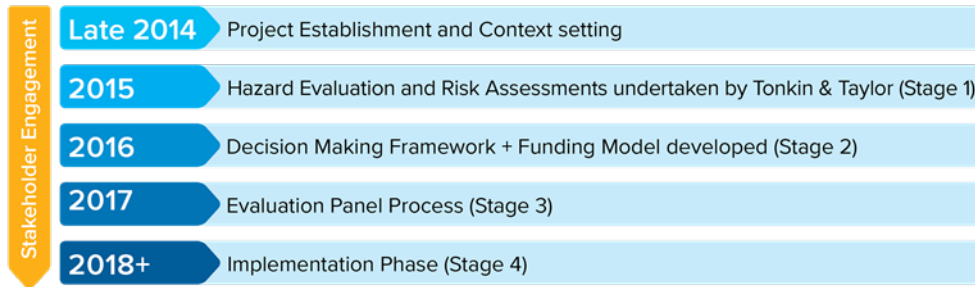 Stakeholder Engagement
Late 2014
Project Establishment and Context setting
2015
Hazard Evaluation and Risk Assessments undertaken by Tonkin & Taylor (Stage 1)
2016
Decision Making Framework + Funding Model developed (Stage 2)
2017
Evaluation Panel Process (Stage 3)
2018+
Implementation Phase (Stage 4)